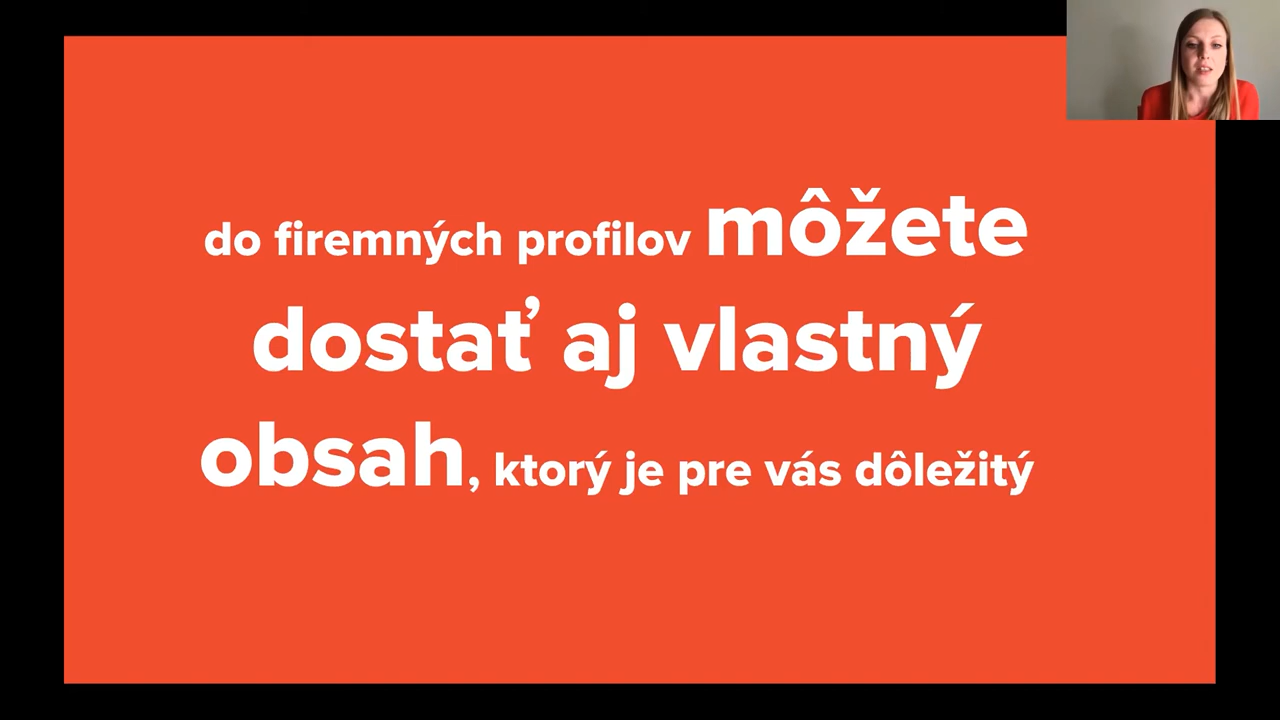 do firemných profilov môžete
dostať aj vlastný
obsah, ktorý je pre vás dôležitý